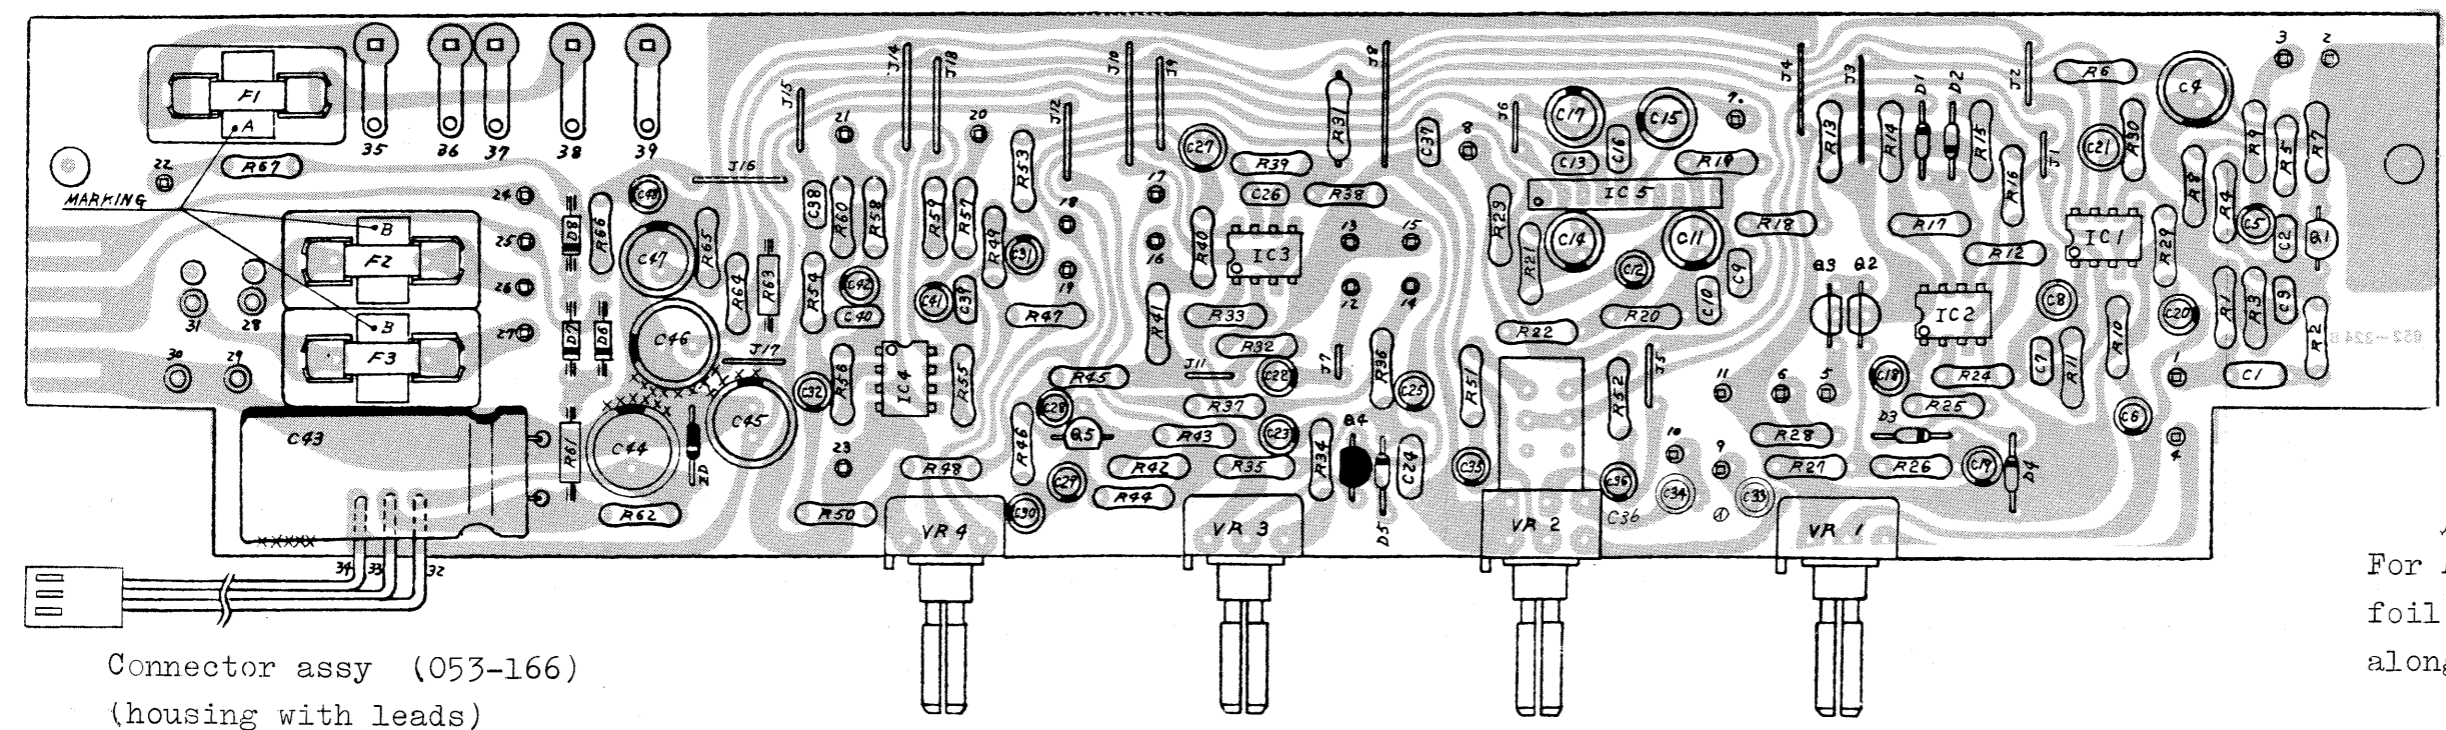 3 2
J14 J13 J10 J9 J8 J4 J3 D1 D2 J2 R6 C4
F1
A
35 36 37 38 39
J15 21 20 J12 R53 C27 R39 R31 C37 8 J6 C17 C15 7 R13 R14 R15 J1 C21 R30 R9 R5 R7
22 R67 J16 C26 R38 C13 C16 R19 R16 R8 R4
MARKING
24 C48 C38 R60 R58 R59 R57 17 IC5
B
F2
25 D8 R66 C47 R65 R49 C31 18 16 R40 IC3 13 15 R23 R21 C14 C11 R18 R17 IC1 R29 C5 C2 Q1
26 R64 R63 R54 C42 C41 C39 19 12 14 C12 C9 C10 Q3 Q2 R12 C8 R1 R3 C3
31 28
B
F3
27 D7 D6 C46 C40 R47 R41 R33 R22 R20 IC2 R10 C20 R2
30 29
J17 R56 IC4 R55 R45 J11 R32 C22 J7 R36 C25 R51 R52 J5 11 6 5 C18 R24 C7 R11 1 C1
C32 C28 R37 R25 C6
C43 C44 C45 R61 ZD R46 Q5 R43 C23 R34 Q4 C24 R28 D3 4
23 R48 C29 R42 R35 C35 10 9 R27 R26 C19 D4
R62 R50 C30 R44 D5 C36 C34 C33
C36
xxxxx
VR 4 VR 3 VR 2 VR 1
34 33 32
Connector assy (053-166)
(housing with leads)
For
foil
along